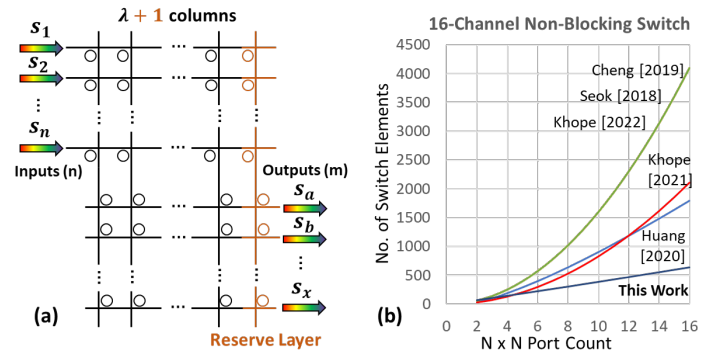 (a)
λ + 1 columns
s1
s2
⋮
sn
Inputs (n)
...
Outputs (m)
sa
sb
⋮
sx
Reserve Layer
(b)
16-Channel Non-Blocking Switch
No. of Switch Elements
4500
4000
3500
3000
2500
2000
1500
1000
500
0
Cheng [2019]
Seok [2018]
Khope [2022]
Khope
[2021]
Huang
[2020]
This Work
0 2 4 6 8 10 12 14 16
N x N Port Count